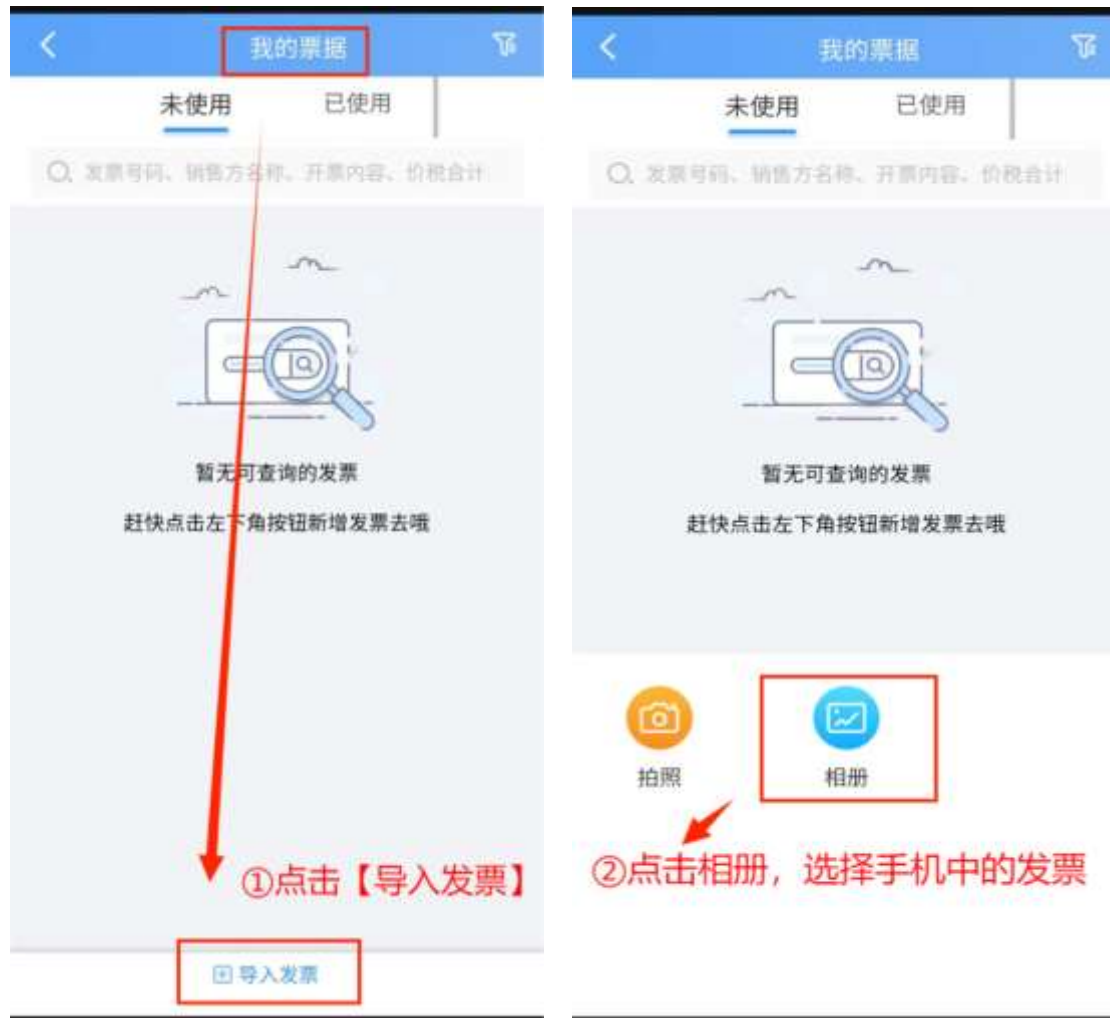 我的票据
未使用 已使用
发票号码、销售方名称、开票内容、价税合计
暂无可查询的发票
赶快点击左下角按钮新增发票去哦
①点击【导入发票】
导入发票
我的票据
未使用 已使用
发票号码、销售方名称、开票内容、价税合计
暂无可查询的发票
赶快点击左下角按钮新增发票去哦
拍照 相册
②点击相册，选择手机中的发票